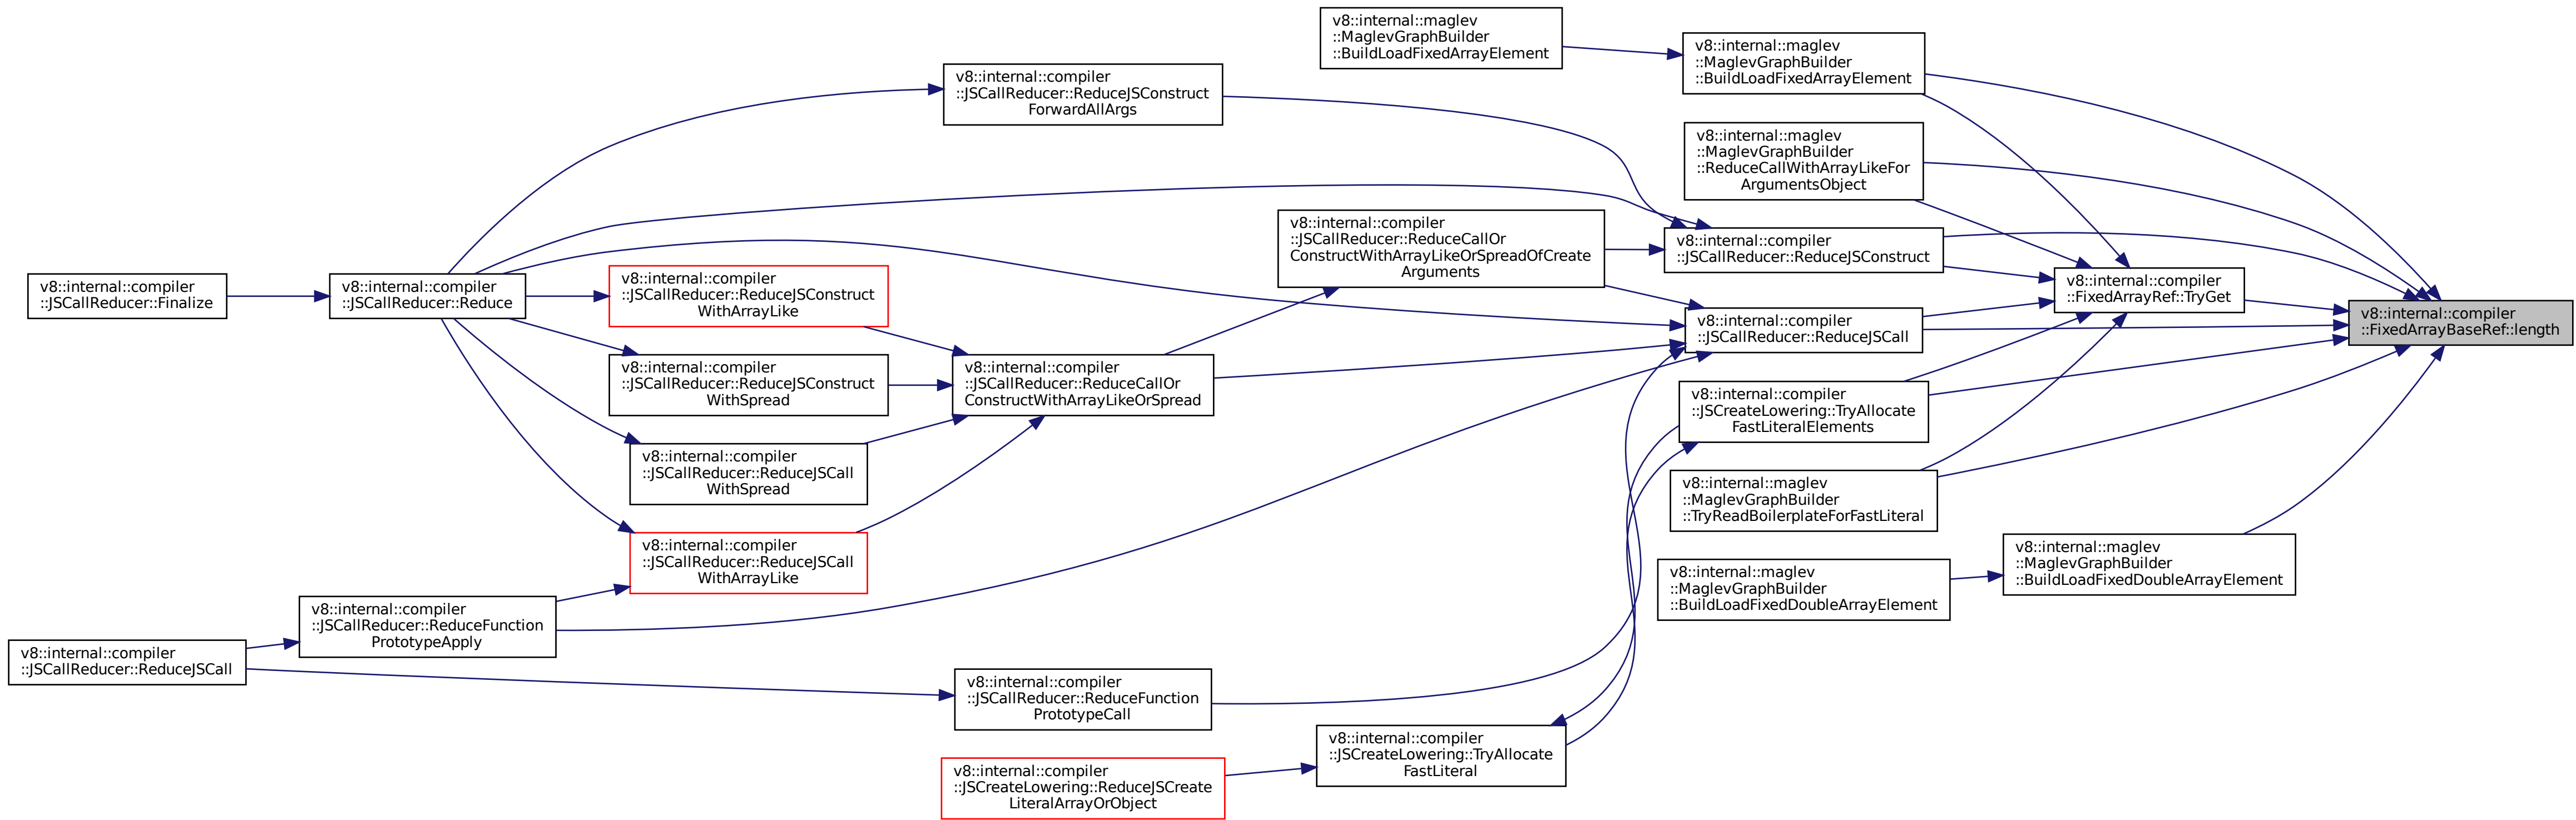 v8::internal::maglev
::MaglevGraphBuilder
::BuildLoadFixedArrayElement
v8::internal::maglev
::MaglevGraphBuilder
::BuildLoadFixedArrayElement
v8::internal::compiler
::JSCallReducer::ReduceJSConstruct
ForwardAllArgs
v8::internal::maglev
::MaglevGraphBuilder
::ReduceCallWithArrayLikeFor
ArgumentsObject
v8::internal::compiler
::JSCallReducer::ReduceCallOr
ConstructWithArrayLikeOrSpreadOfCreate
Arguments
v8::internal::compiler
::JSCallReducer::ReduceJSConstruct
v8::internal::compiler
::FixedArrayRef::TryGet
v8::internal::compiler
::FixedArrayBaseRef::length
v8::internal::compiler
::JSCallReducer::Finalize
v8::internal::compiler
::JSCallReducer::Reduce
v8::internal::compiler
::JSCallReducer::ReduceJSConstruct
WithArrayLike
v8::internal::compiler
::JSCallReducer::ReduceJSCall
v8::internal::compiler
::JSCallReducer::ReduceJSConstruct
WithSpread
v8::internal::compiler
::JSCallReducer::ReduceCallOr
ConstructWithArrayLikeOrSpread
v8::internal::compiler
::JSCreateLowering::TryAllocate
FastLiteralElements
v8::internal::compiler
::JSCallReducer::ReduceJSCall
WithSpread
v8::internal::maglev
::MaglevGraphBuilder
::TryReadBoilerplateForFastLiteral
v8::internal::compiler
::JSCallReducer::ReduceJSCall
WithArrayLike
v8::internal::maglev
::MaglevGraphBuilder
::BuildLoadFixedDoubleArrayElement
v8::internal::maglev
::MaglevGraphBuilder
::BuildLoadFixedDoubleArrayElement
v8::internal::compiler
::JSCallReducer::ReduceFunction
PrototypeApply
v8::internal::compiler
::JSCallReducer::ReduceJSCall
v8::internal::compiler
::JSCallReducer::ReduceFunction
PrototypeCall
v8::internal::compiler
::JSCreateLowering::TryAllocate
FastLiteral
v8::internal::compiler
::JSCreateLowering::ReduceJSCreate
LiteralArrayOrObject